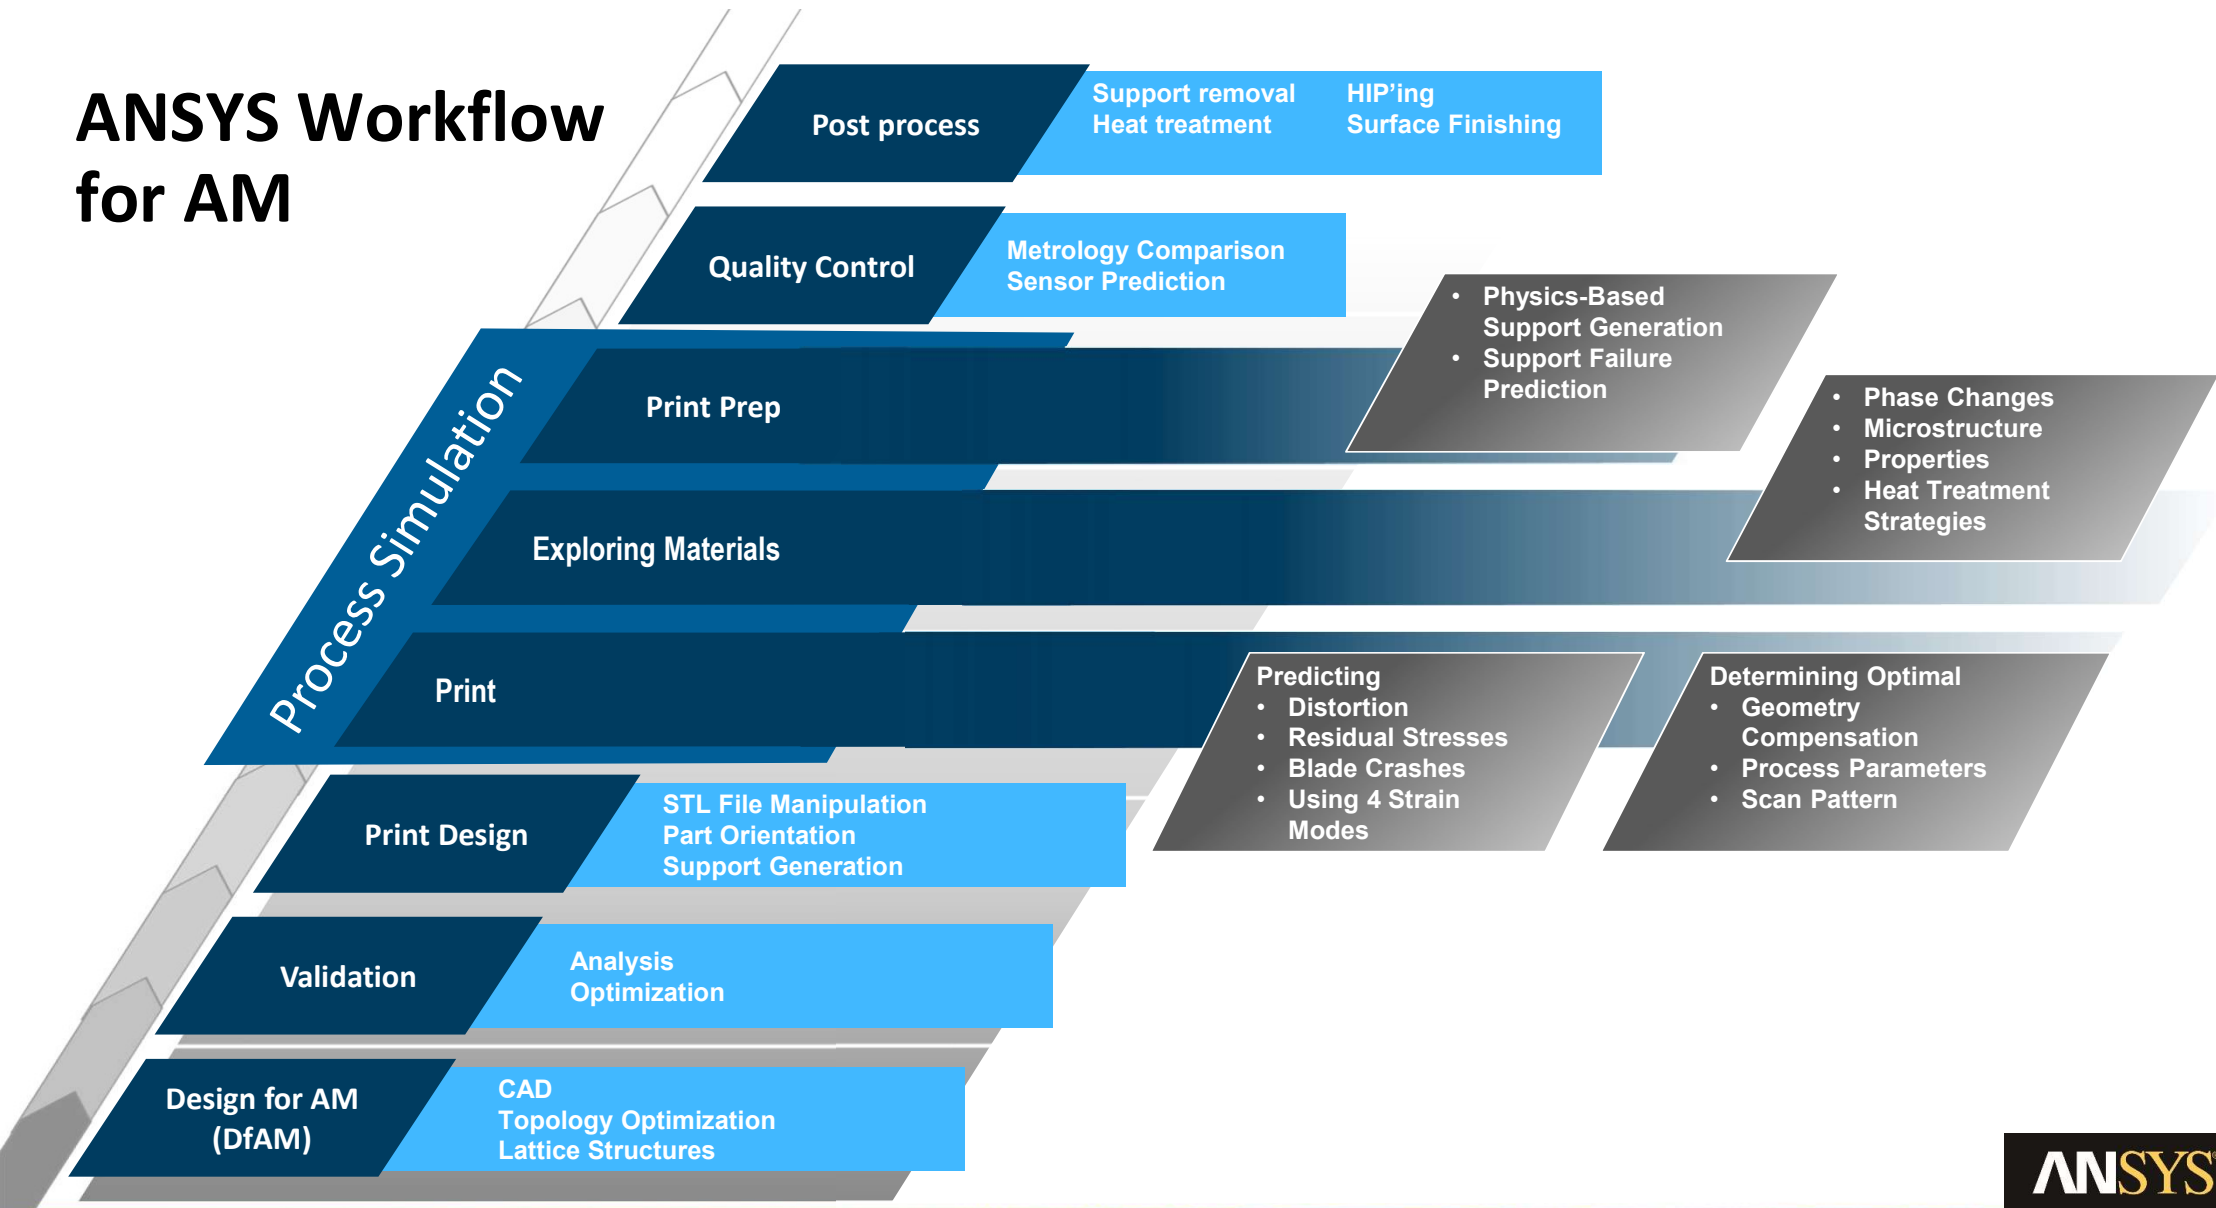 ANSYS Workflow
for AM
Post process
Support removal
Heat treatment
HIP'ing
Surface Finishing
Quality Control
Metrology Comparison
Sensor Prediction
Process Simulation
Print Prep
• Physics-Based
Support Generation
• Support Failure
Prediction
Exploring Materials
• Phase Changes
• Microstructure
• Properties
• Heat Treatment
Strategies
Print
Predicting
• Distortion
• Residual Stresses
• Blade Crashes
• Using 4 Strain
Modes
Determining Optimal
• Geometry
Compensation
• Process Parameters
• Scan Pattern
Print Design
STL File Manipulation
Part Orientation
Support Generation
Validation
Analysis
Optimization
Design for AM
(DfAM)
CAD
Topology Optimization
Lattice Structures
ANSYS